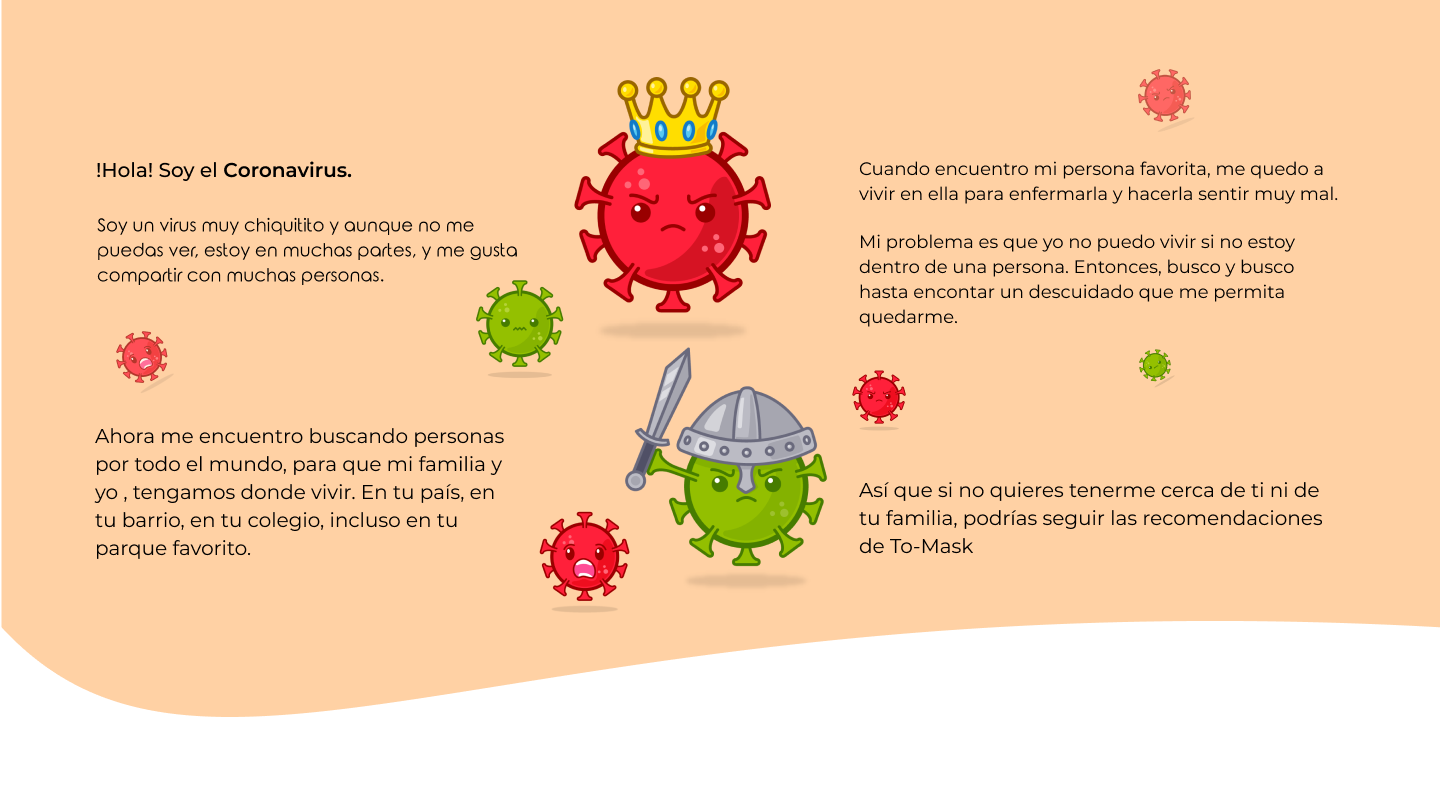 !Hola! Soy el Coronavirus.
Soy un virus muy chiquitito y aunque no me
puedas ver, estoy en muchas partes, y me gusta
compartir con muchas personas.
Ahora me encuentro buscando personas
por todo el mundo, para que mi familia y
yo , tengamos donde vivir. En tu país, en
tu barrio, en tu colegio, incluso en tu
parque favorito.
Cuando encuentro mi persona favorita, me quedo a
vivir en ella para enfermarla y hacerla sentir muy mal.
Mi problema es que yo no puedo vivir si no estoy
dentro de una persona. Entonces, busco y busco
hasta encontar un descuidado que me permita
quedarme.
Así que si no quieres tenerme cerca de ti ni de
tu familia, podrías seguir las recomendaciones
de To-Mask